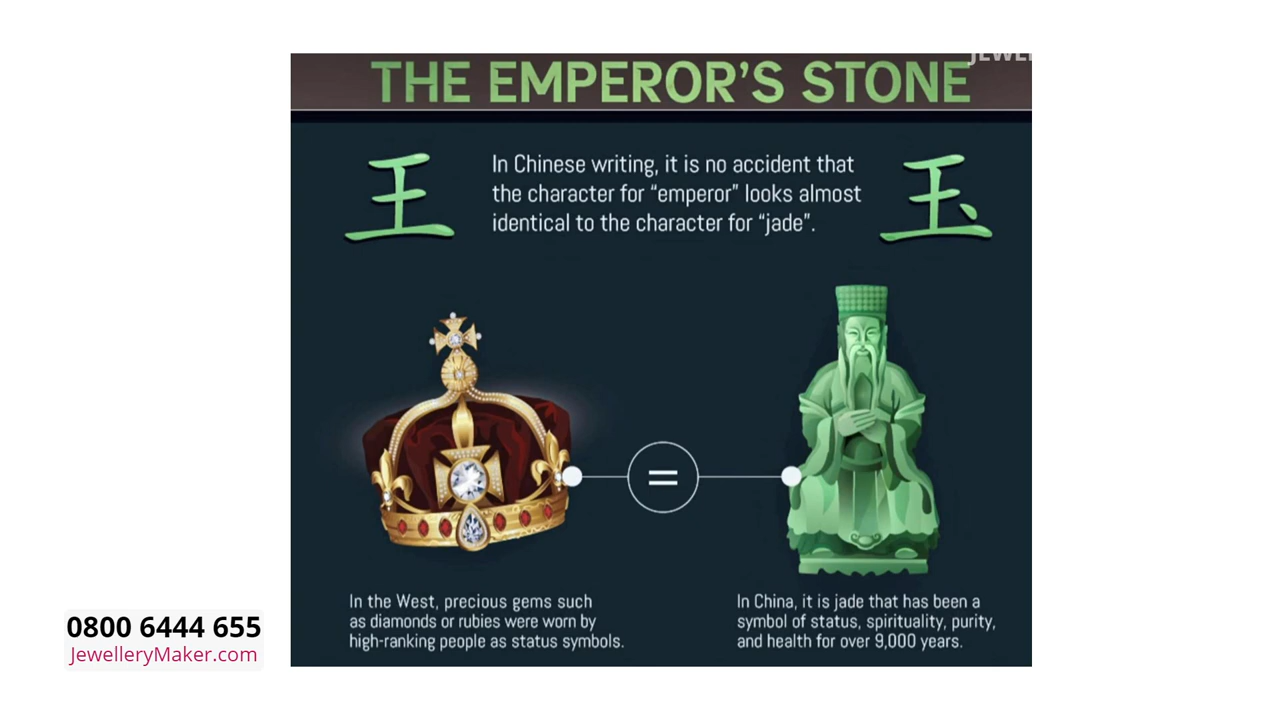 THE EMPEROR'S STONE
王
In Chinese writing, it is no accident that
the character for “emperor” looks almost
identical to the character for “jade”.
玉
=
In the West, precious gems such
as diamonds or rubies were worn by
high-ranking people as status symbols.
In China, it is jade that has been a
symbol of status, spirituality, purity,
and health for over 9,000 years.
0800 6444 655
JewelleryMaker.com